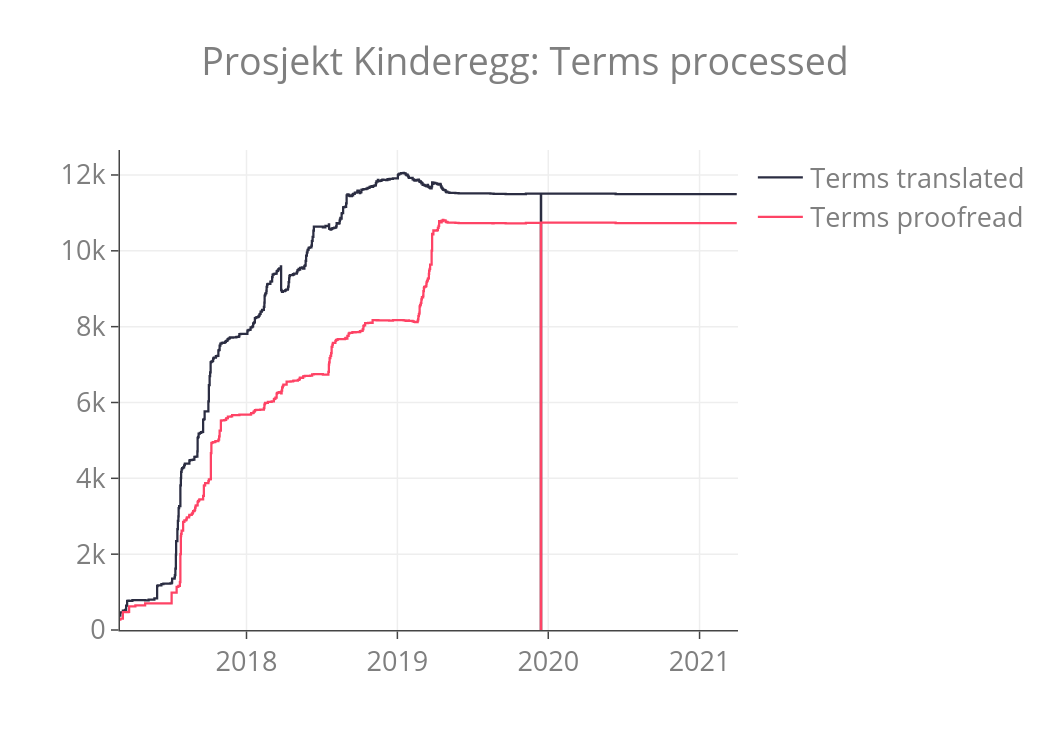 Prosjekt Kinderegg: Terms processed
Terms translated
Terms proofread
12k
10k
8k
6k
4k
2k
0
2018
2019
2020
2021